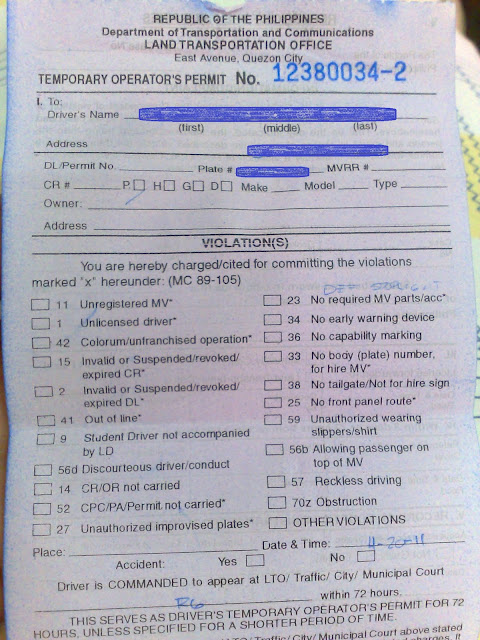 REPUBLIC OF THE PHILIPPINES
Department of Transportation and Communications
LAND TRANSPORTATION OFFICE
East Avenue, Quezon City
TEMPORARY OPERATOR'S PERMIT No. 12380034-2
I. To:
Driver's Name
(first) (middle) (last)
Address
DL/Permit No. Plate # MVRR #
CR # P H G D Make Model Type
Owner:
Address
VIOLATION(S)
You are hereby charged/cited for committing the violations
marked "x" hereunder: (MC 89-105)
11 Unregistered MV*
1 Unlicensed driver*
42 Colorum/unfranchised operation*
15 Invalid or Suspended/revoked/
expired CR*
2 Invalid or Suspended/revoked/
expired DL*
41 Out of line*
9 Student Driver not accompanied
by LD
56d Discourteous driver/conduct
14 CR/OR not carried
52 CPC/PA/Permit not carried*
27 Unauthorized improvised plates*
23 No required MV parts/acc*
34 No early warning device
36 No capability marking
33 No body (plate) number,
for hire MV*
38 No tailgate/Not for hire sign
25 No front panel route*
59 Unauthorized wearing
slippers/shirt
56b Allowing passenger on
top of MV
57 Reckless driving
70z Obstruction
OTHER VIOLATIONS
Place: Date & Time: 4-20-11
Accident: Yes No
Driver is COMMANDED to appear at LTO/ Traffic/ City/ Municipal Court
R6 within 72 hours.
THIS SERVES AS DRIVER'S TEMPORARY OPERATOR'S PERMIT FOR 72
HOURS, UNLESS SPECIFIED FOR A SHORTER PERIOD OF TIME.
Traffic/ City/ Municipal Court above stated